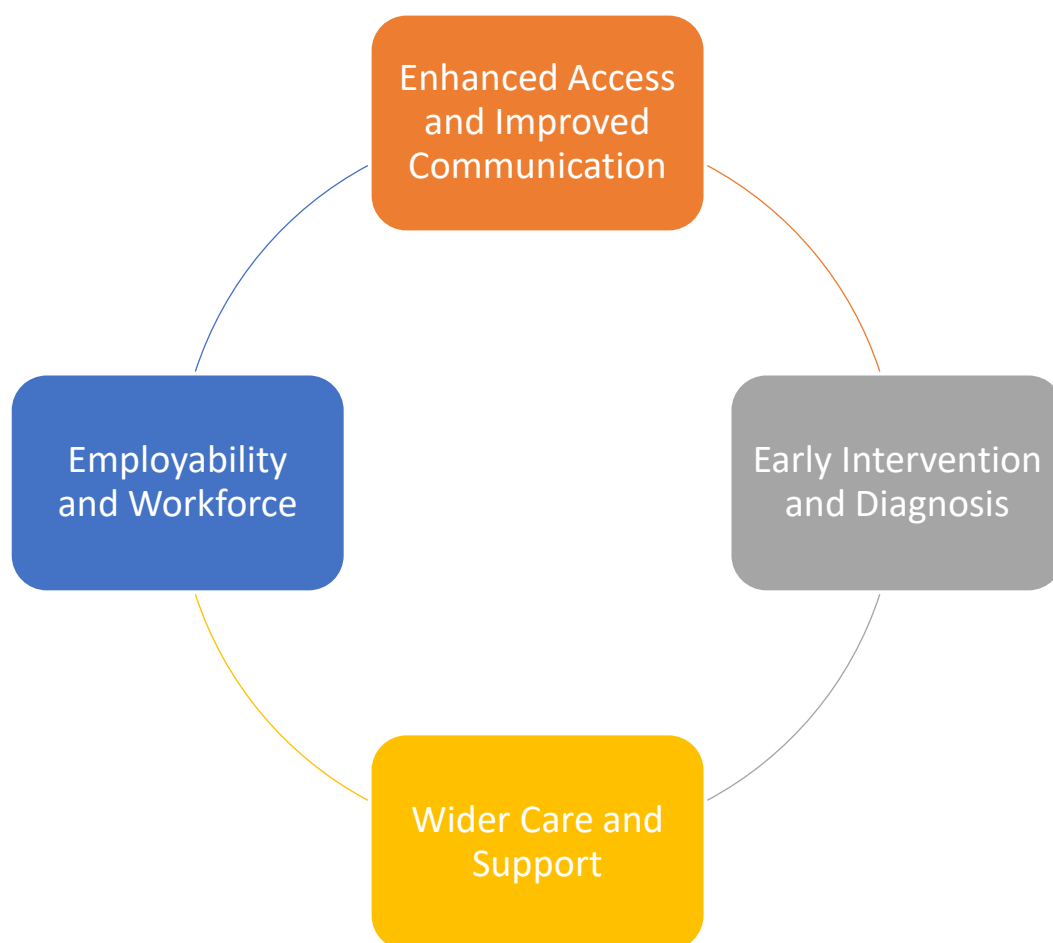 Enhanced Access
and Improved
Communication
Employability
and Workforce
Early Intervention
and Diagnosis
Wider Care and
Support